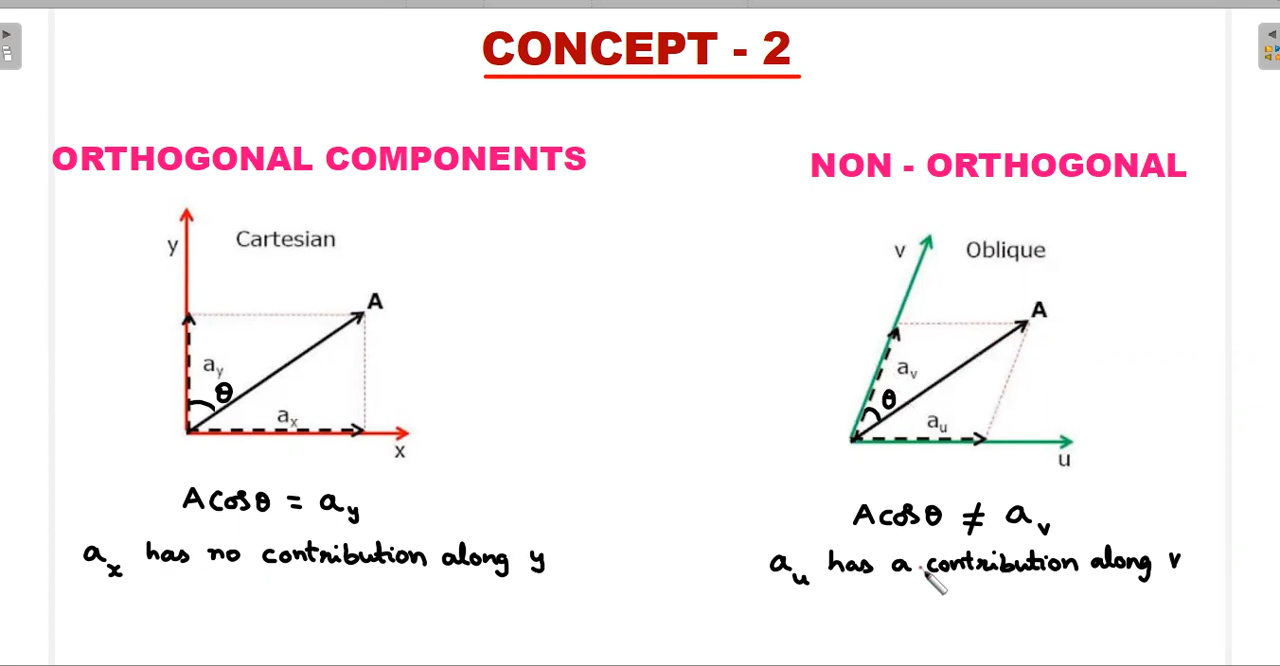 CONCEPT - 2
ORTHOGONAL COMPONENTS
NON - ORTHOGONAL
y
Cartesian
A
a_y
θ
a_x
x
v
Oblique
A
a_v
θ
a_u
u
A cos θ = a_y
a_x has no contribution along y
A cos θ ≠ a_v
a_u has a contribution along v